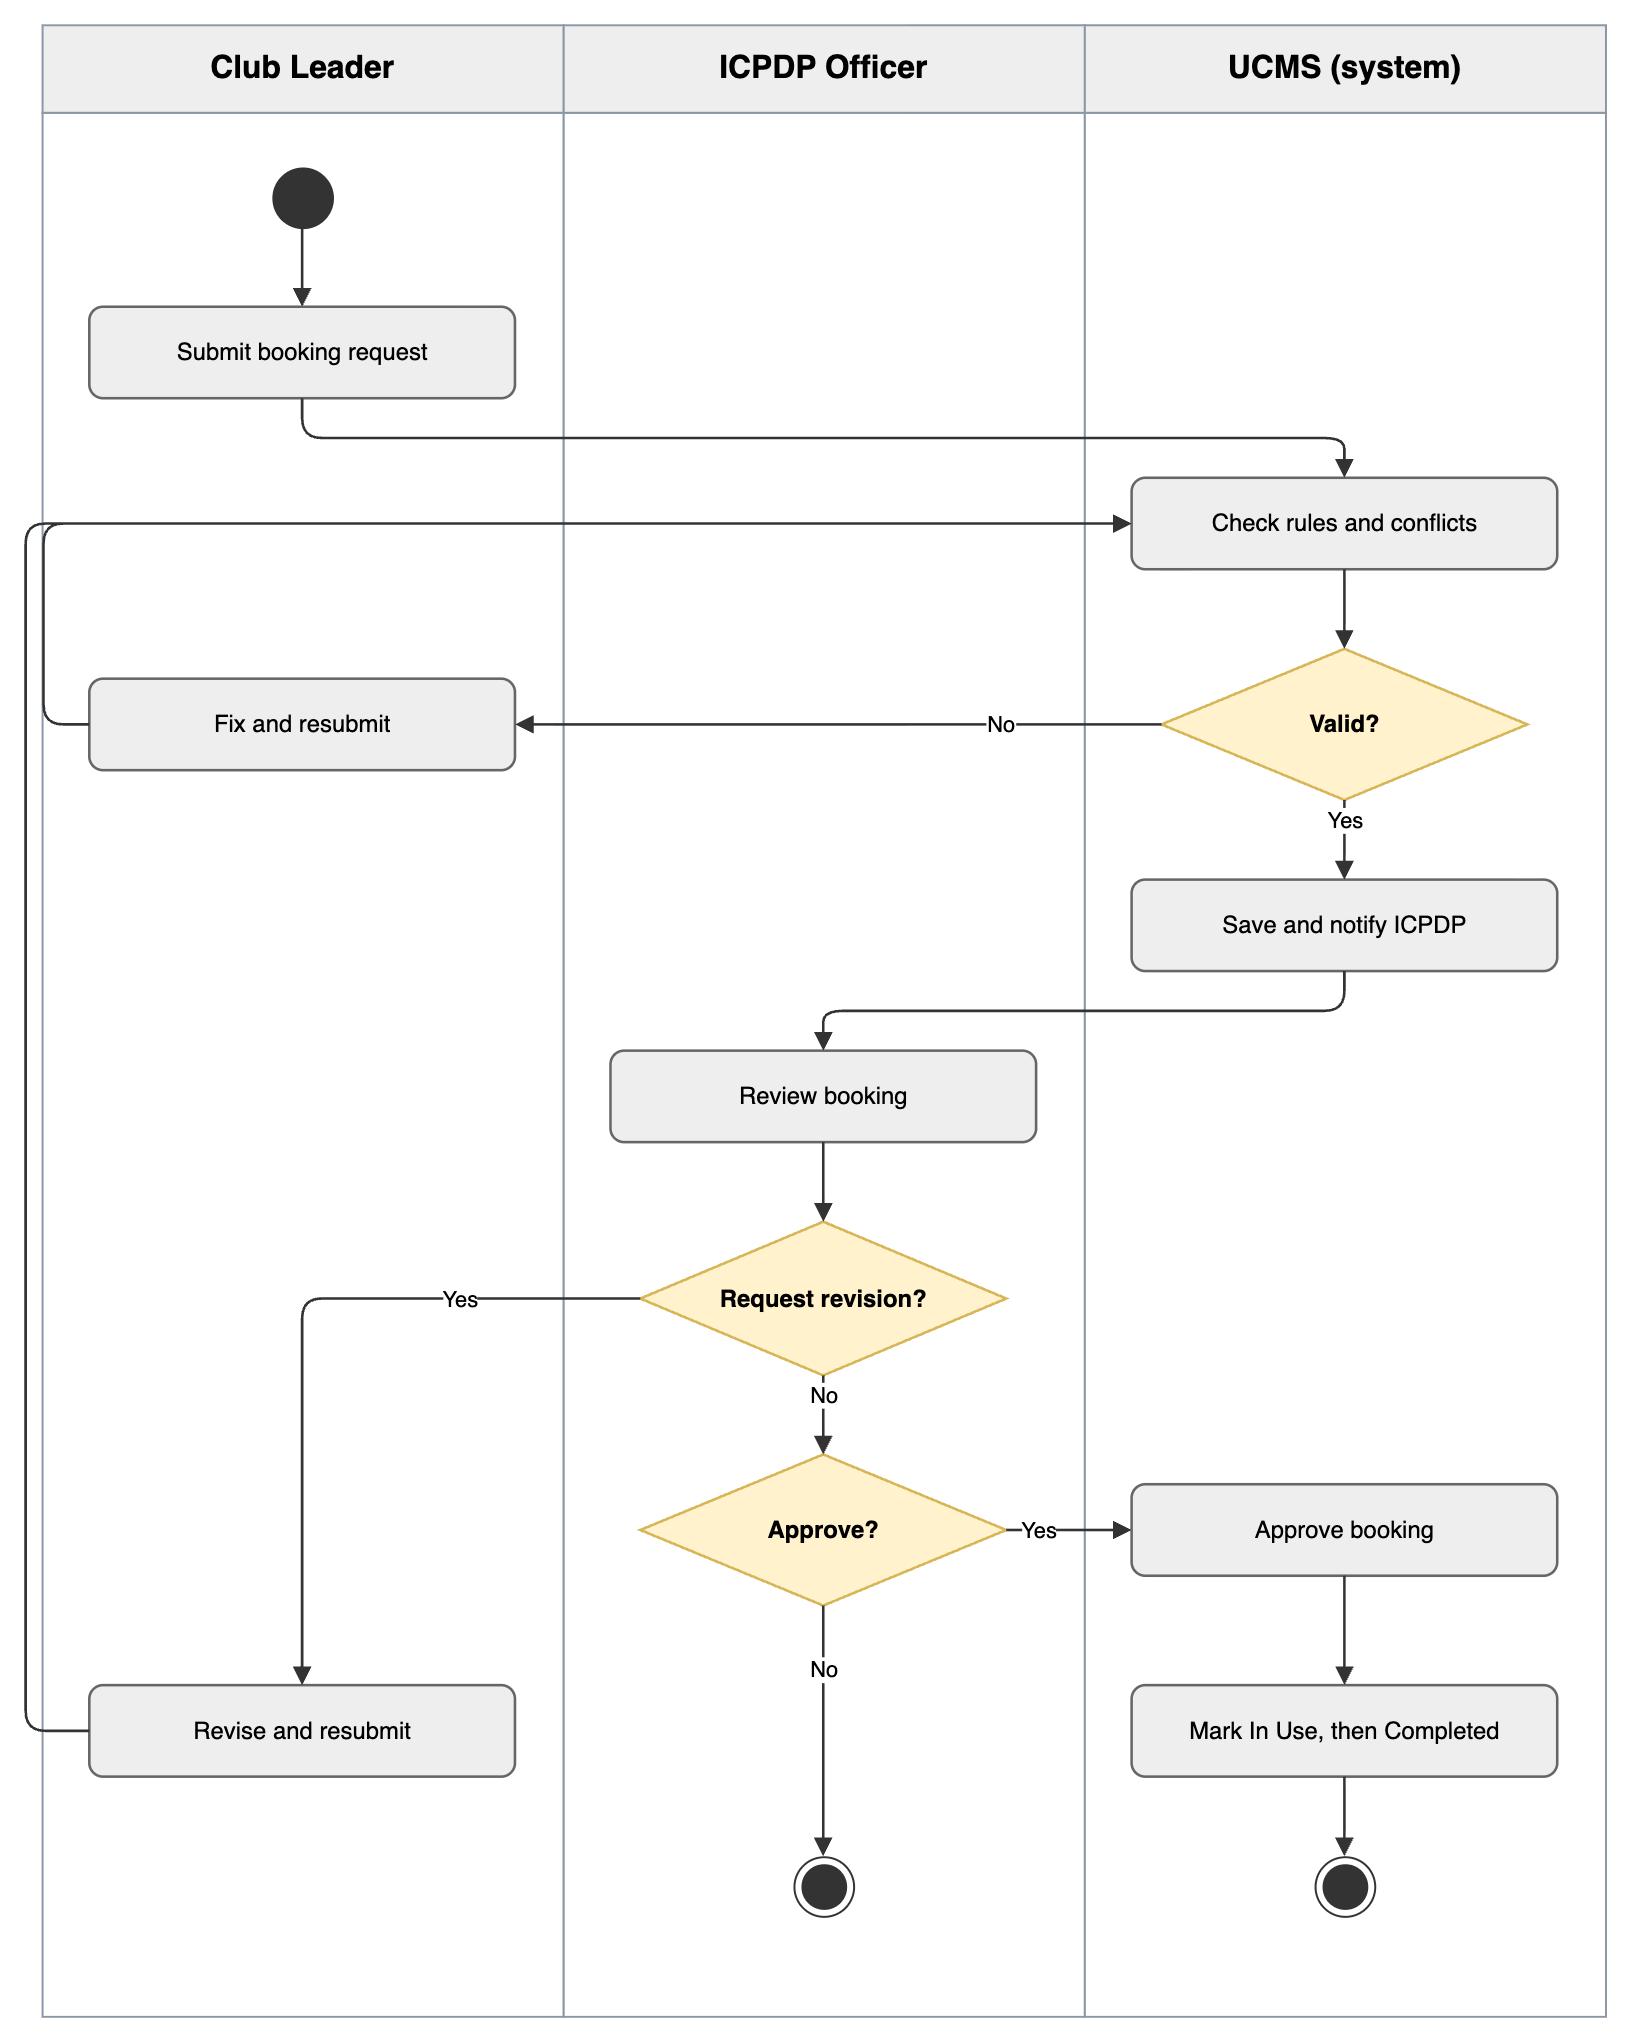 Club Leader
ICPDP Officer
UCMS (system)
Submit booking request
Check rules and conflicts
Fix and resubmit
No
Valid?
Yes
Save and notify ICPDP
Review booking
Yes
Request revision?
No
Approve?
Yes
Approve booking
No
Revise and resubmit
Mark In Use, then Completed